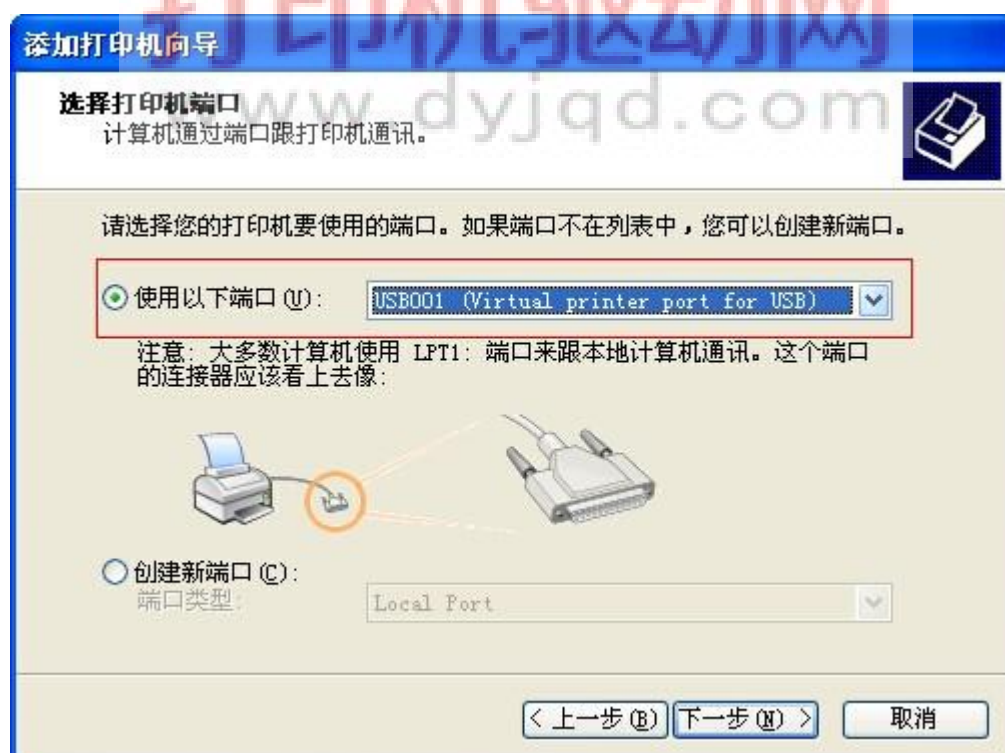 打印机驱动网
www.dyjqd.com
添加打印机向导
选择打印机端口
计算机通过端口跟打印机通讯。
请选择您的打印机要使用的端口。如果端口不在列表中，您可以创建新端口。
使用以下端口(U)： USB001 (Virtual printer port for USB)
注意：大多数计算机使用 LPT1：端口来跟本地计算机通讯。这个端口
的连接器应该看上去像：
创建新端口(C)：
端口类型： Local Port
< 上一步(B) 下一步(N) > 取消